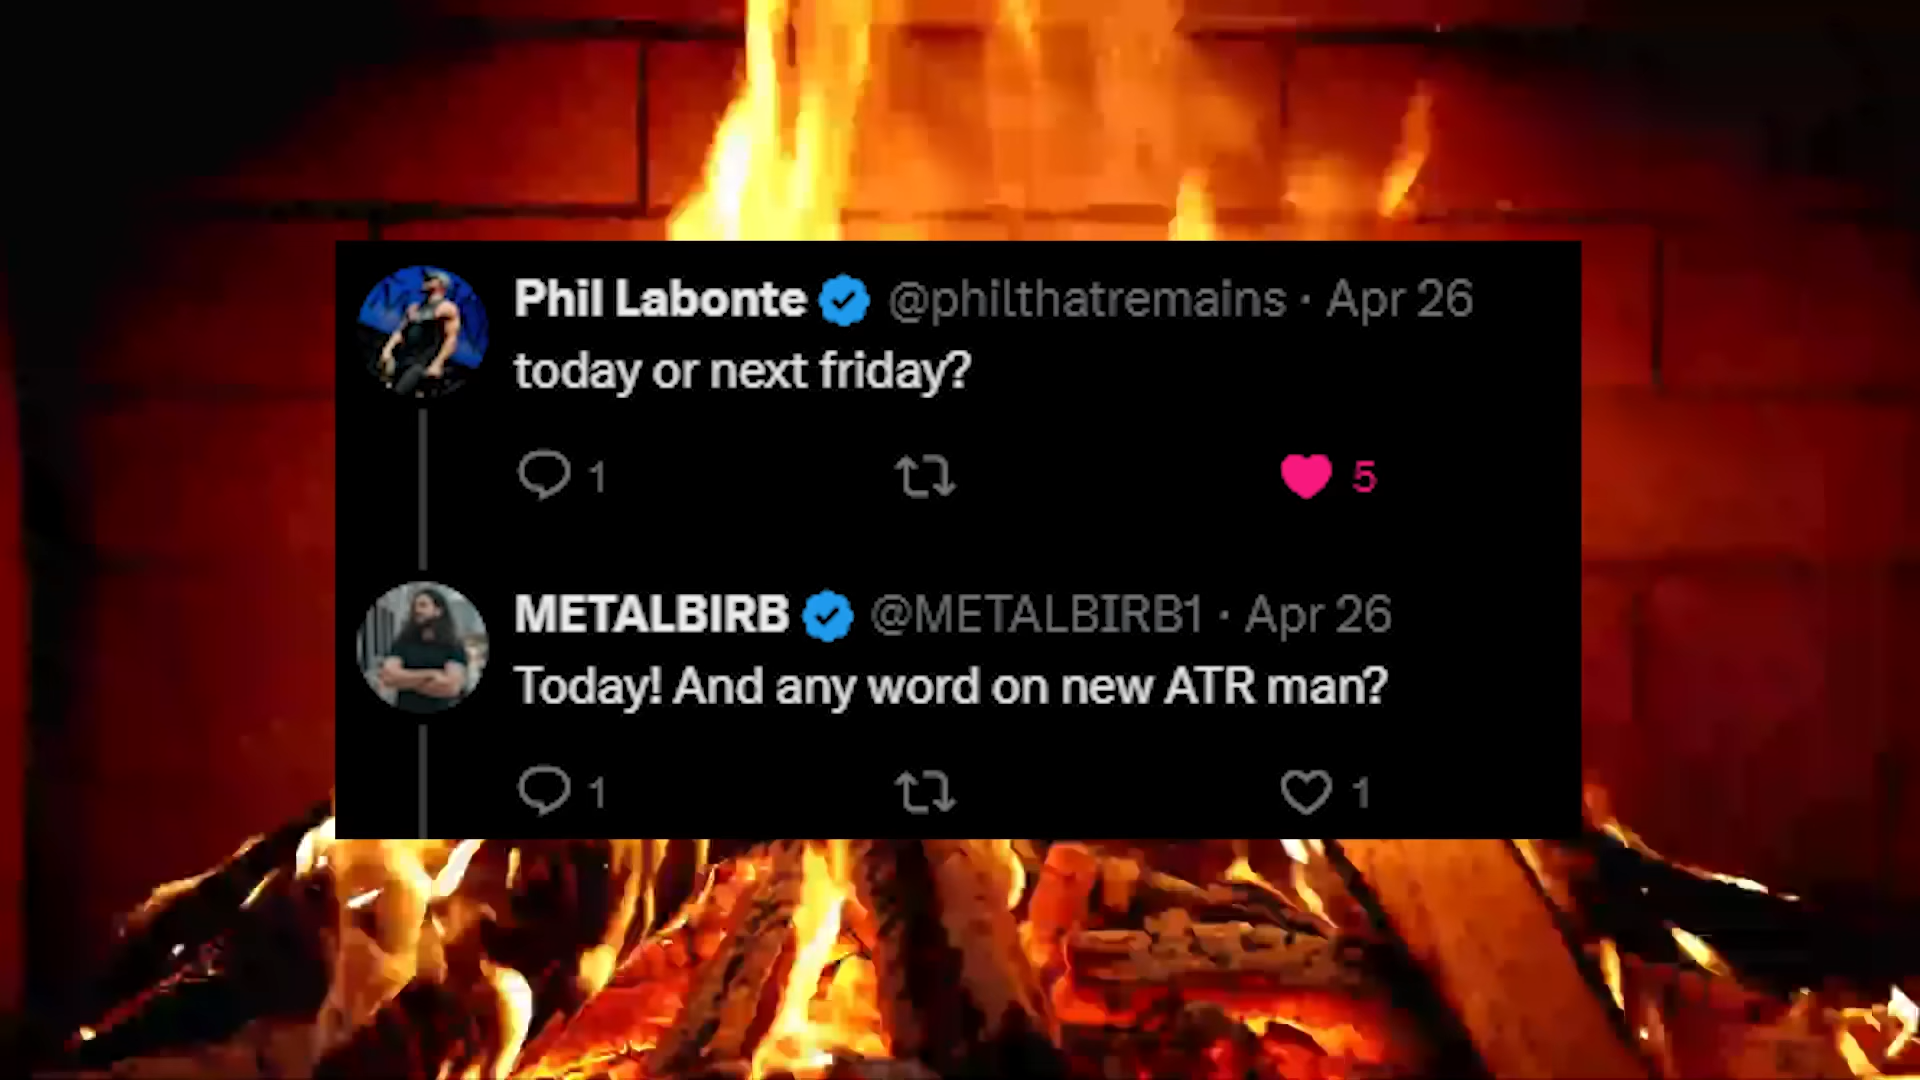 Phil Labonte @philthatremains · Apr 26
today or next friday?
1 5
METALBIRB @METALBIRB1 · Apr 26
Today! And any word on new ATR man?
1 1